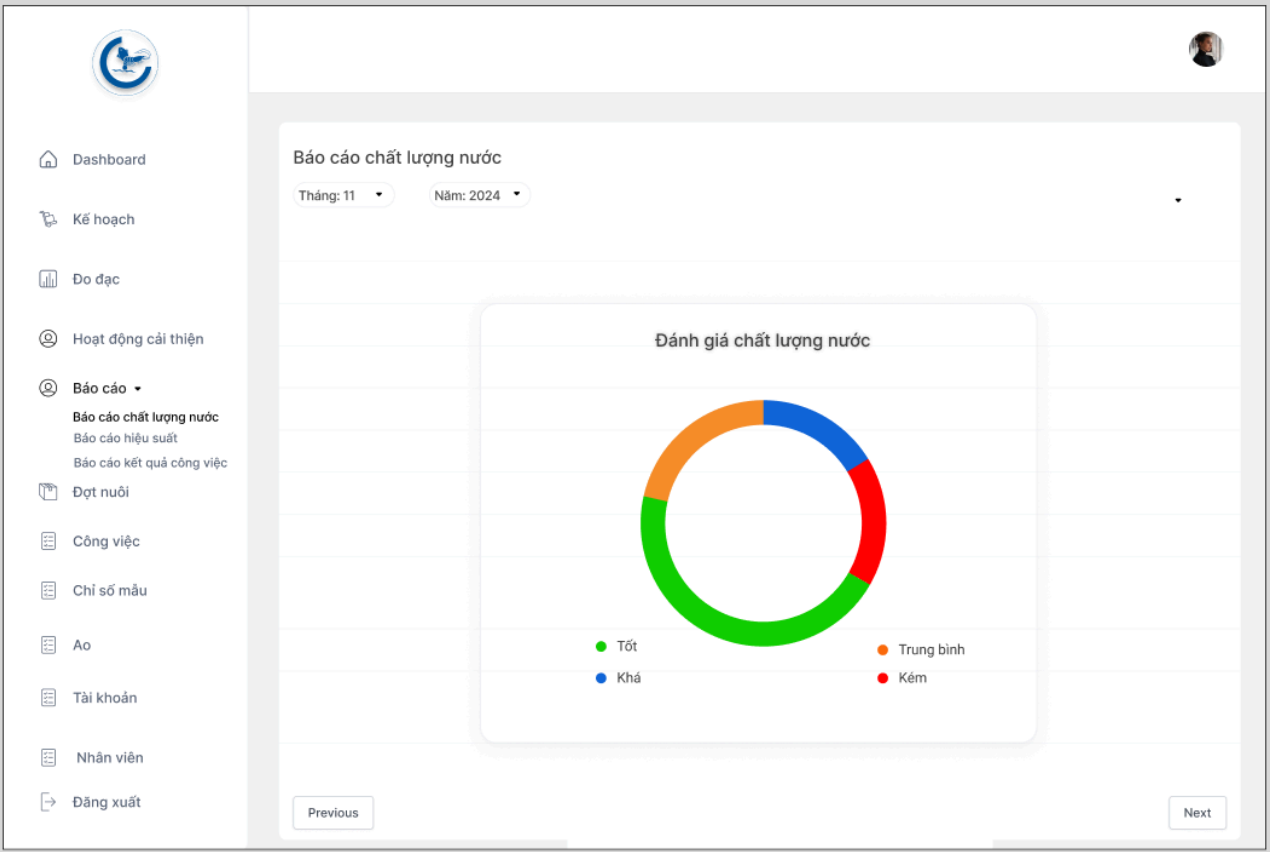 Dashboard
Kế hoạch
Đo đạc
Hoạt động cải thiện
Báo cáo
Báo cáo chất lượng nước
Báo cáo hiệu suất
Báo cáo kết quả công việc
Đợt nuôi
Công việc
Chỉ số mẫu
Ao
Tài khoản
Nhân viên
Đăng xuất
Báo cáo chất lượng nước
Tháng: 11 Năm: 2024
Đánh giá chất lượng nước
Tốt Trung bình
Khá Kém
Previous Next